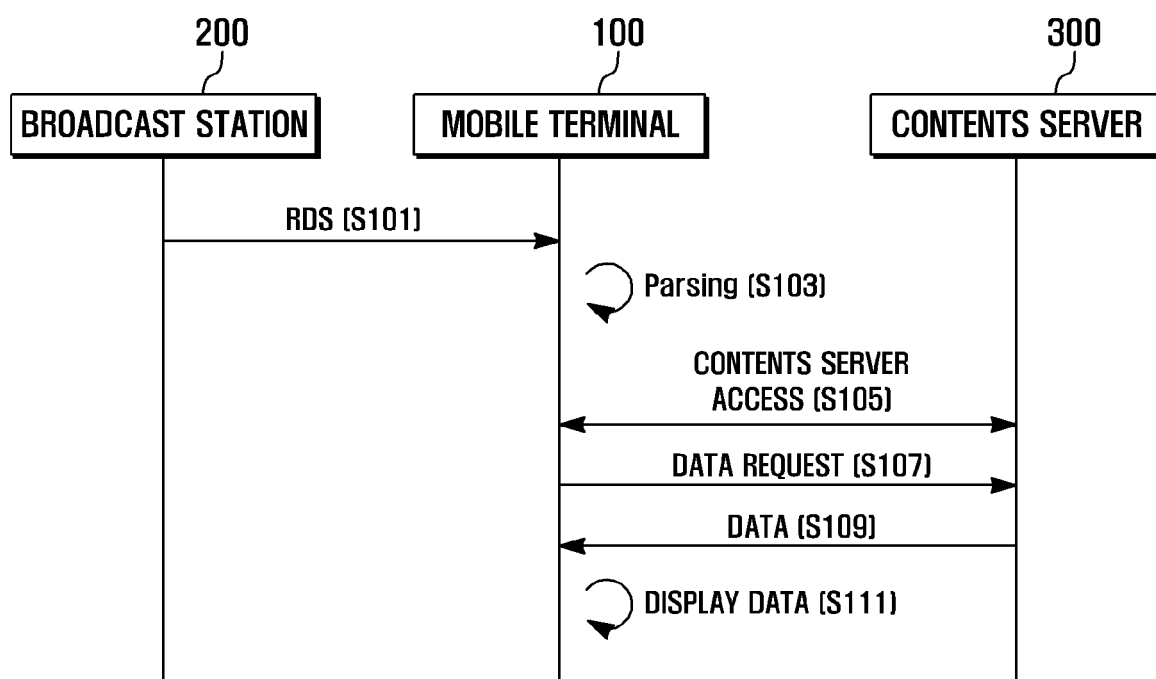 200
100
300
BROADCAST STATION
MOBILE TERMINAL
CONTENTS SERVER
RDS (S101)
Parsing (S103)
CONTENTS SERVER
ACCESS (S105)
DATA REQUEST (S107)
DATA (S109)
DISPLAY DATA (S111)